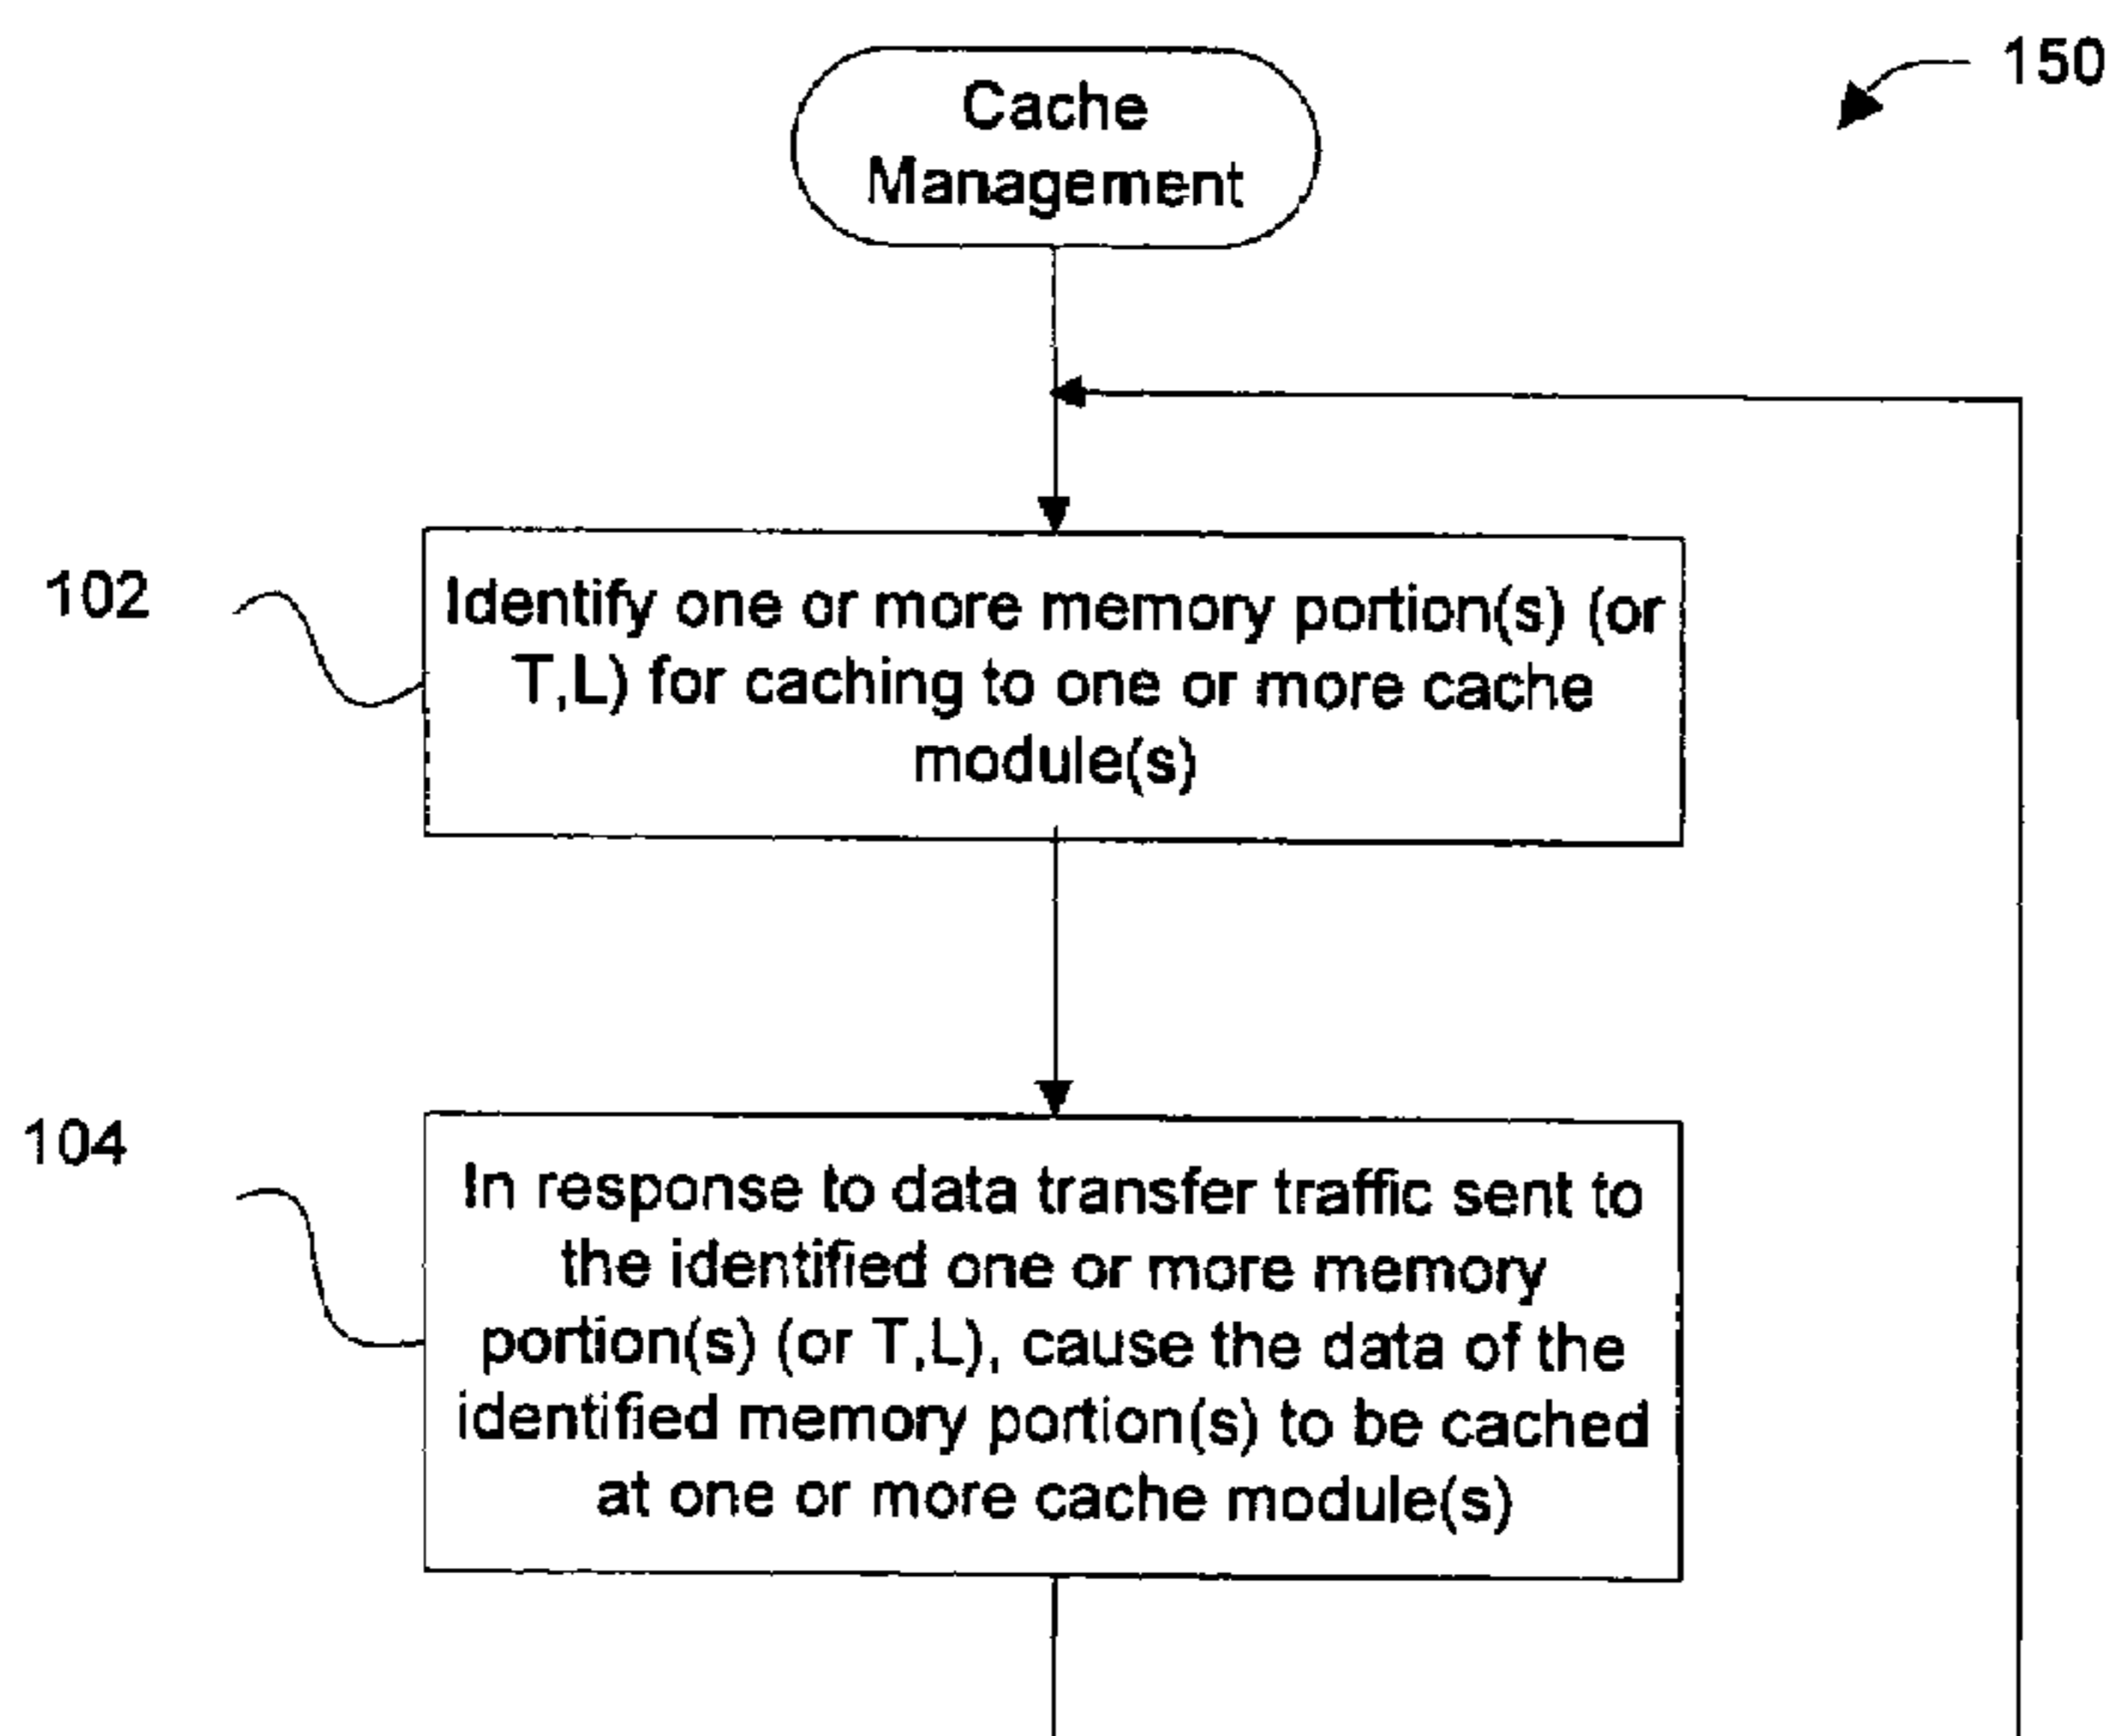 Cache
Management
150
102
Identify one or more memory portion(s) (or
T,L) for caching to one or more cache
module(s)
104
In response to data transfer traffic sent to
the identified one or more memory
portion(s) (or T,L), cause the data of the
identified memory portion(s) to be cached
at one or more cache module(s)